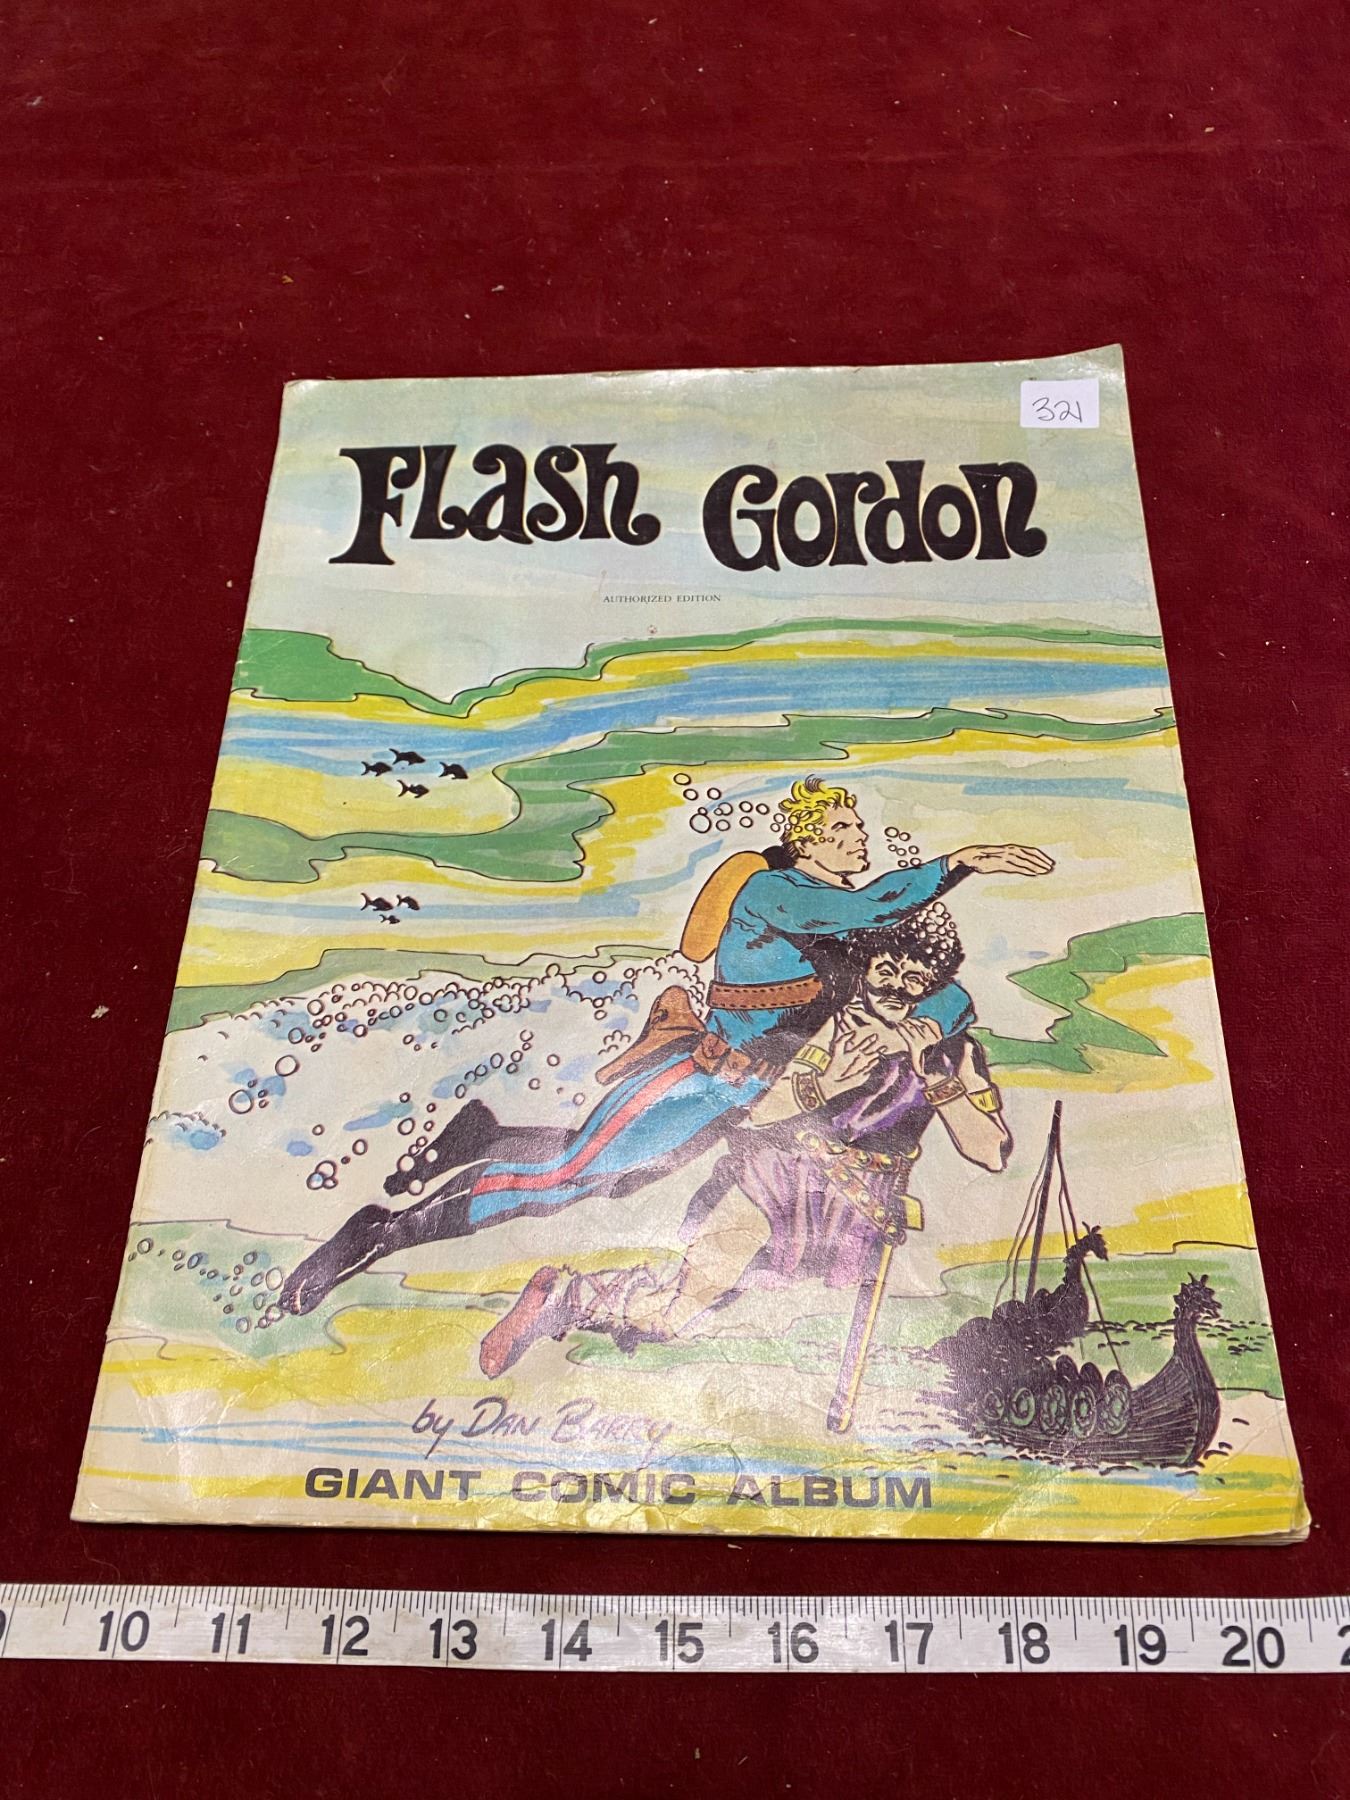 321
Flash Gordon
AUTHORIZED EDITION
by DAN BARRY
GIANT COMIC ALBUM
10 11 12 13 14 15 16 17 18 19 20